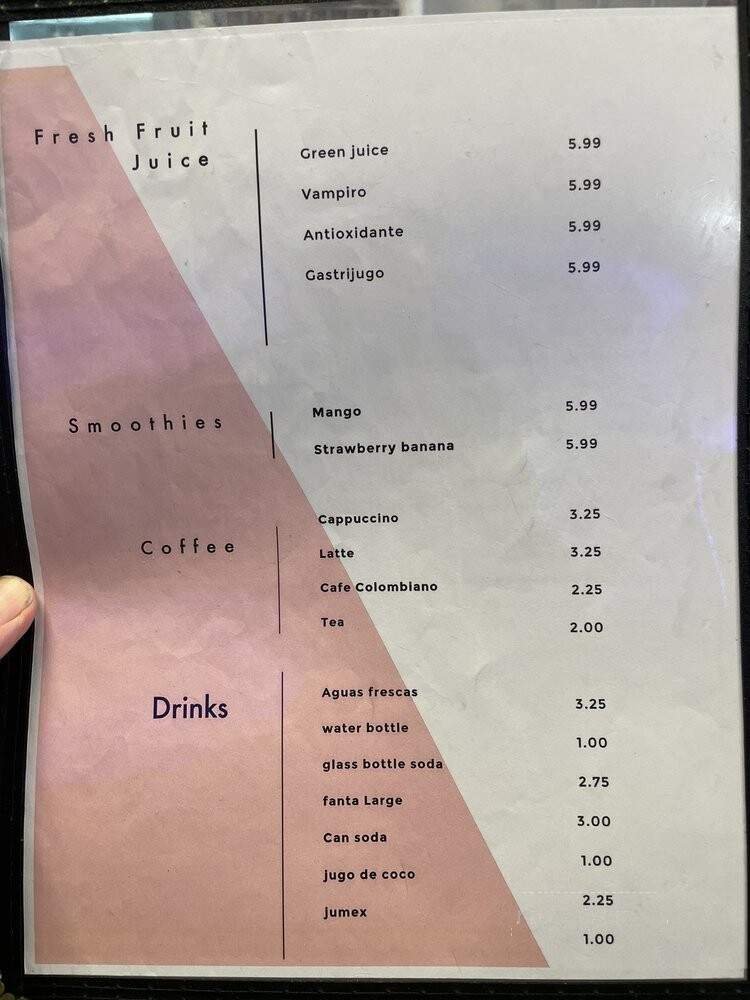 Fresh Fruit
Juice
Green juice 5.99
Vampiro 5.99
Antioxidante 5.99
Gastrijugo 5.99
Smoothies
Mango 5.99
Strawberry banana 5.99
Coffee
Cappuccino 3.25
Latte 3.25
Cafe Colombiano 2.25
Tea 2.00
Drinks
Aguas frescas 3.25
water bottle 1.00
glass bottle soda 2.75
fanta Large 3.00
Can soda 1.00
jugo de coco 2.25
jumex 1.00